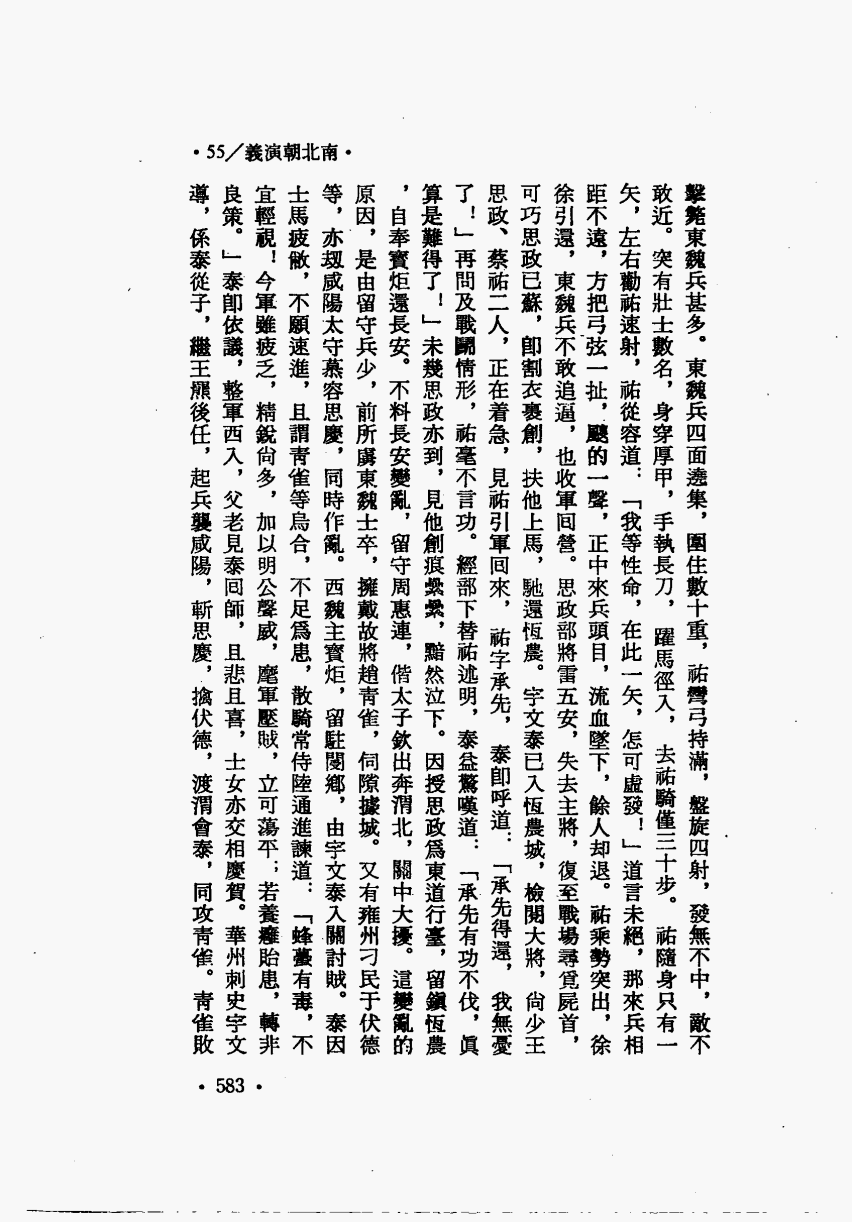 ·55／南北朝演義·
擊斃東魏兵甚多。東魏兵四面遶集，圍住數十重，祐彎弓持滿，盤旋四射，發無不中，敵不
敢近。突有壯士數名，身穿厚甲，手執長刀，躍馬徑入，去祐騎僅三十步。祐隨身只有一
矢，左右勸祐速射，祐從容道：「我等性命，在此一矢，怎可虛發！」道言未絕，那來兵相
距不遠，方把弓弦一扯，颼的一聲，正中來兵頭目，流血墜下，餘人却退。祐乘勢突出，徐
徐引還，東魏兵不敢追逼，也收軍回營。思政部將雷五安，失去主將，復至戰場尋覓屍首，
可巧思政已蘇，卽割衣裹創，扶他上馬，馳還恆農。宇文泰已入恆農城，檢閱大將，尙少王
思政、蔡祐二人，正在着急，見祐引軍回來，祐字承先，泰卽呼道：「承先得還，我無憂
了！」再問及戰鬭情形，祐毫不言功。經部下替祐述明，泰益驚嘆道：「承先有功不伐，眞
算是難得了！」未幾思政亦到，見他創痕纍纍，黯然泣下。因授思政爲東道行臺，留鎭恆農
，自奉寶炬還長安。不料長安變亂，留守周惠連，偕太子欽出奔渭北，關中大擾。這變亂的
原因，是由留守兵少，前所虜東魏士卒，擁戴故將趙靑雀，伺隙據城。又有雍州刁民于伏德
等，亦刼咸陽太守慕容思慶，同時作亂。西魏主寶炬，留駐閿鄉，由宇文泰入關討賊。泰因
士馬疲敝，不願速進，且謂靑雀等烏合，不足爲患，散騎常侍陸通進諫道：「蜂蠆有毒，不
宜輕視！今軍雖疲乏，精銳尙多，加以明公聲威，麾軍壓賊，立可蕩平；若養癰貽患，轉非
良策。」泰卽依議，整軍西入，父老見泰回師，且悲且喜，士女亦交相慶賀。華州刺史宇文
導，係泰從子，繼王羆後任，起兵襲咸陽，斬思慶，擒伏德，渡渭會泰，同攻靑雀。靑雀敗
·583·